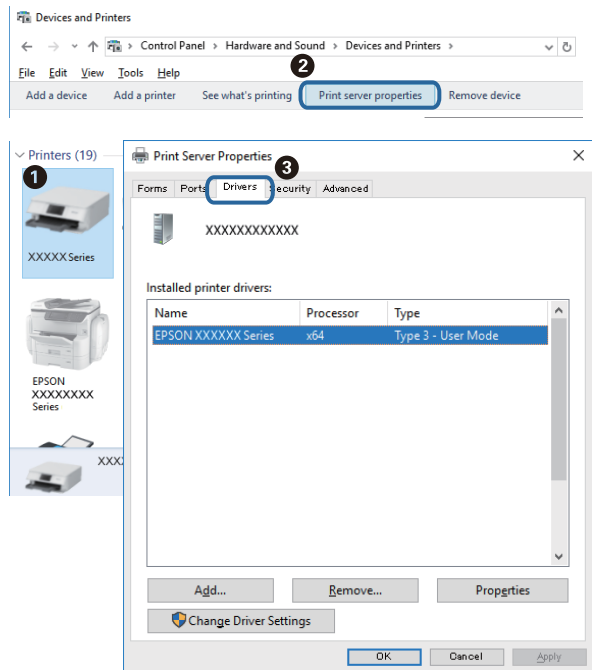 Devices and Printers
Control Panel > Hardware and Sound > Devices and Printers >
2
File Edit View Tools Help
Add a device Add a printer See what's printing Print server properties Remove device
Printers (19)
1
XXXXX Series
EPSON
XXXXXXXX
Series
XXX
Print Server Properties
3
Forms Ports Drivers ecurity Advanced
XXXXXXXXXXXX
Installed printer drivers:
Name Processor Type
EPSON XXXXXX Series x64 Type 3 - User Mode
Add... Remove... Properties
Change Driver Settings
OK Cancel Apply